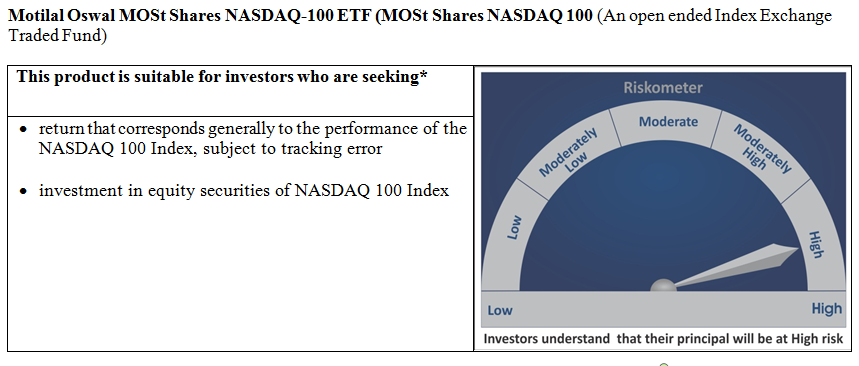 Motilal Oswal MOSt Shares NASDAQ-100 ETF (MOSt Shares NASDAQ 100 (An open ended Index Exchange
Traded Fund)
This product is suitable for investors who are seeking*
• return that corresponds generally to the performance of the
NASDAQ 100 Index, subject to tracking error
• investment in equity securities of NASDAQ 100 Index
Riskometer
Low
Moderately
Low
Moderate
Moderately
High
High
Low
High
Investors understand that their principal will be at High risk